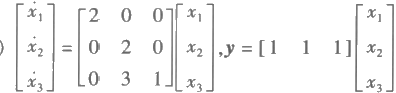 ) [ẋ₁ ẋ₂ ẋ₃] = [2 0 0; 0 2 0; 0 3 1] [x₁ x₂ x₃], y = [1 1 1] [x₁ x₂ x₃]